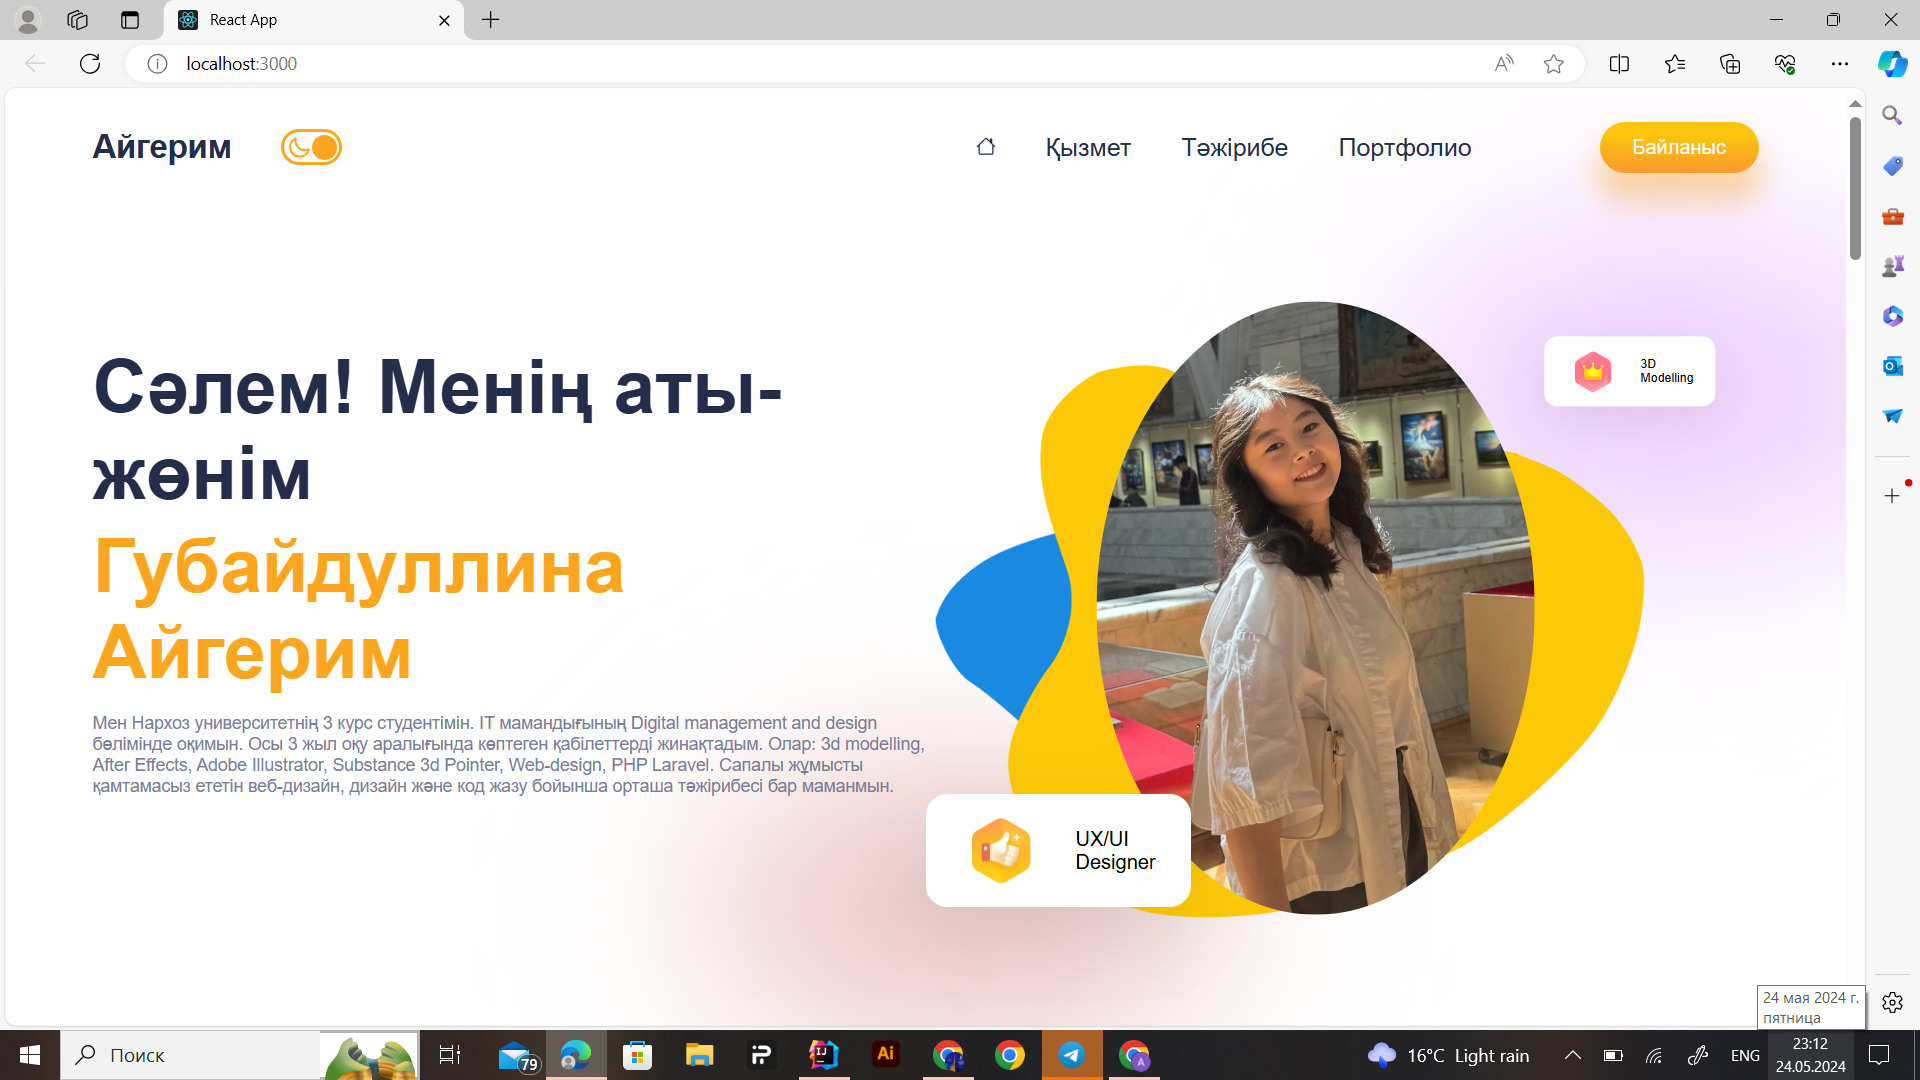 React App
localhost:3000
Айгерим
Қызмет
Тәжірибе
Портфолио
Байланыс
3D
Modelling
Сәлем! Менің аты-
жөнім
Губайдуллина
Айгерим
Мен Нархоз университетнің 3 курс студентімін. IT мамандығының Digital management and design
бөлімінде оқимын. Осы 3 жыл оқу аралығында көптеген қабілеттерді жинақтадым. Олар: 3d modelling,
After Effects, Adobe Illustrator, Substance 3d Pointer, Web-design, PHP Laravel. Сапалы жұмысты
қамтамасыз ететін веб-дизайн, дизайн және код жазу бойынша орташа тәжірибесі бар маманмын.
UX/UI
Designer
24 мая 2024 г.
пятница
Поиск
79
Ai
A
16°C Light rain
ENG
23:12
24.05.2024